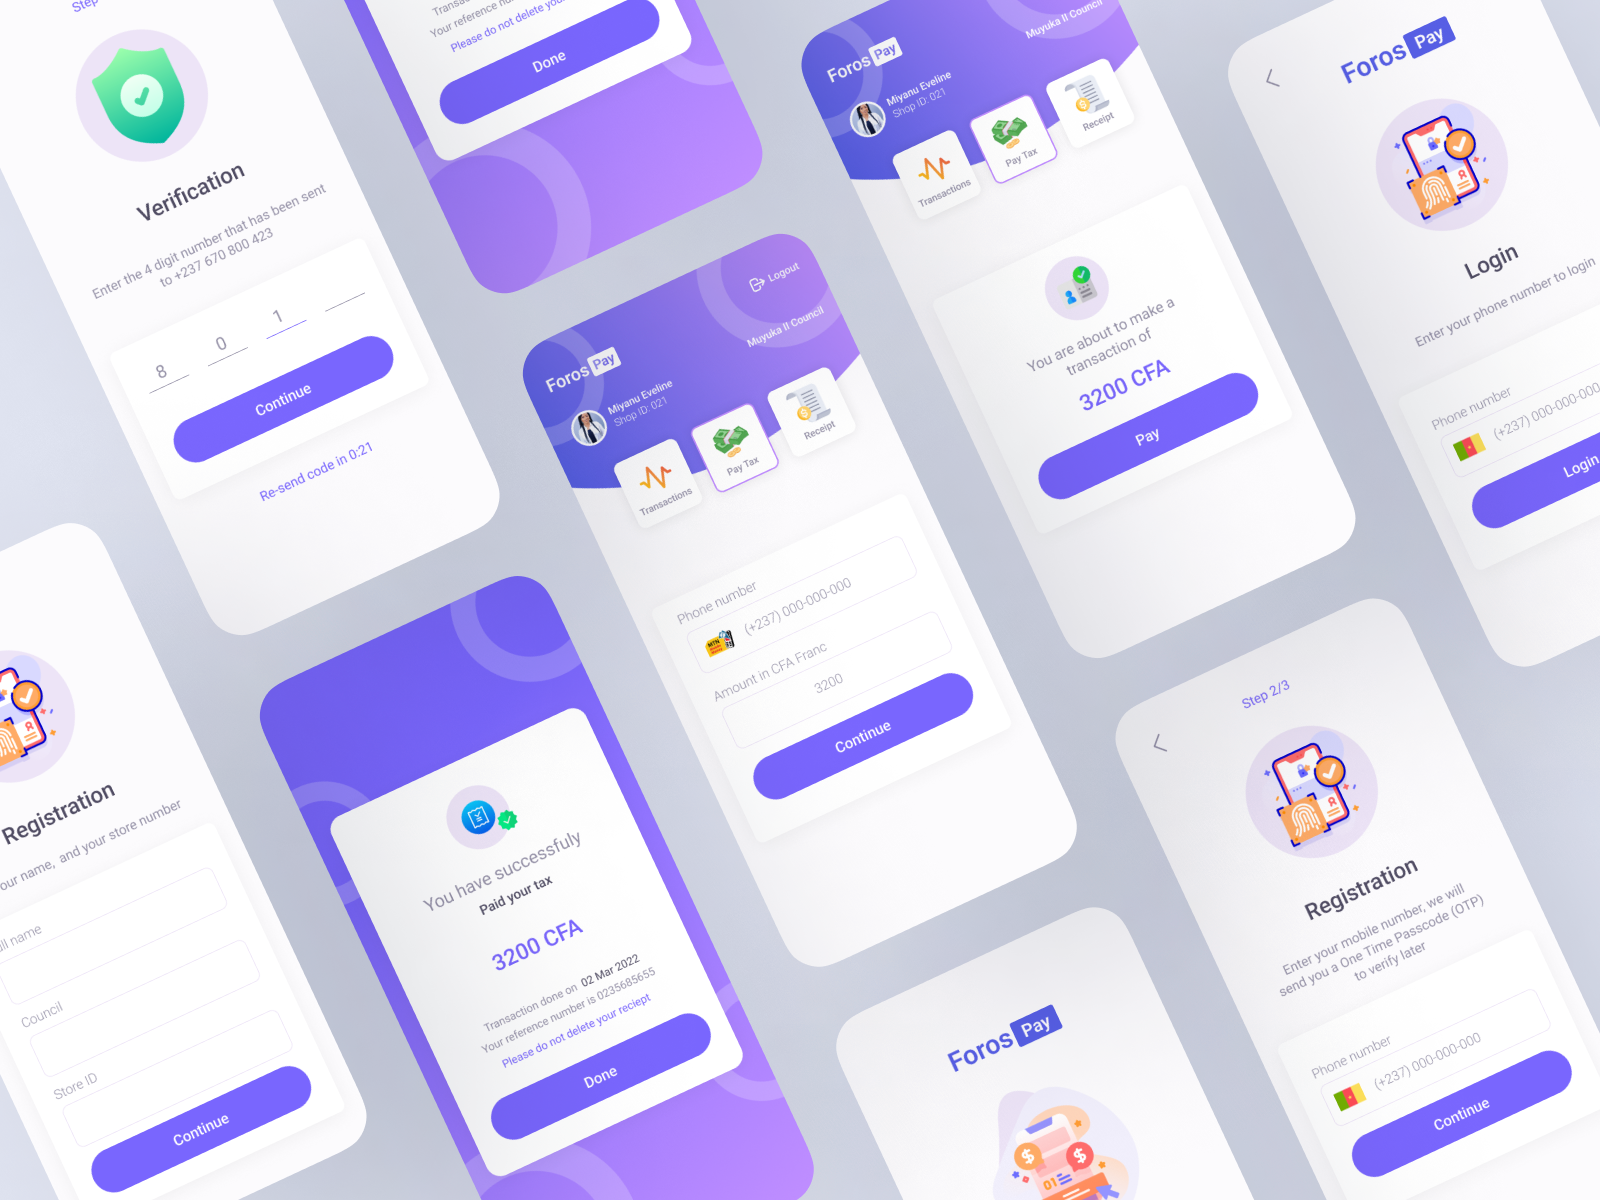 Step
Verification
Enter the 4 digit number that has been sent
to +237 670 800 423
8 0 1
Continue
Re-send code in 0:21
Your reference
Please do not delete your
Done
Foros Pay
Muyuka II Council
Miyanu Eveline
Shop ID: 021
Transactions
Pay Tax
Receipt
You are about to make a
transaction of
3200 CFA
Pay
Foros Pay
Login
Enter your phone number to login
Phone number
(+237) 000-000-000
Login
Logout
Muyuka II Council
Foros Pay
Miyanu Eveline
Shop ID: 021
Transactions
Pay Tax
Receipt
Phone number
MTN
(+237) 000-000-000
Amount in CFA Franc
3200
Continue
Registration
your name, and your store number
name
Council
Store ID
Continue
You have successfuly
Paid your tax
3200 CFA
Transaction done on 02 Mar 2022
Your reference number is 0235685655
Please do not delete your reciept
Done
Foros Pay
$ $
01
Step 2/3
Registration
Enter your mobile number, we will
send you a One Time Passcode (OTP)
to verify later
Phone number
(+237) 000-000-000
Continue